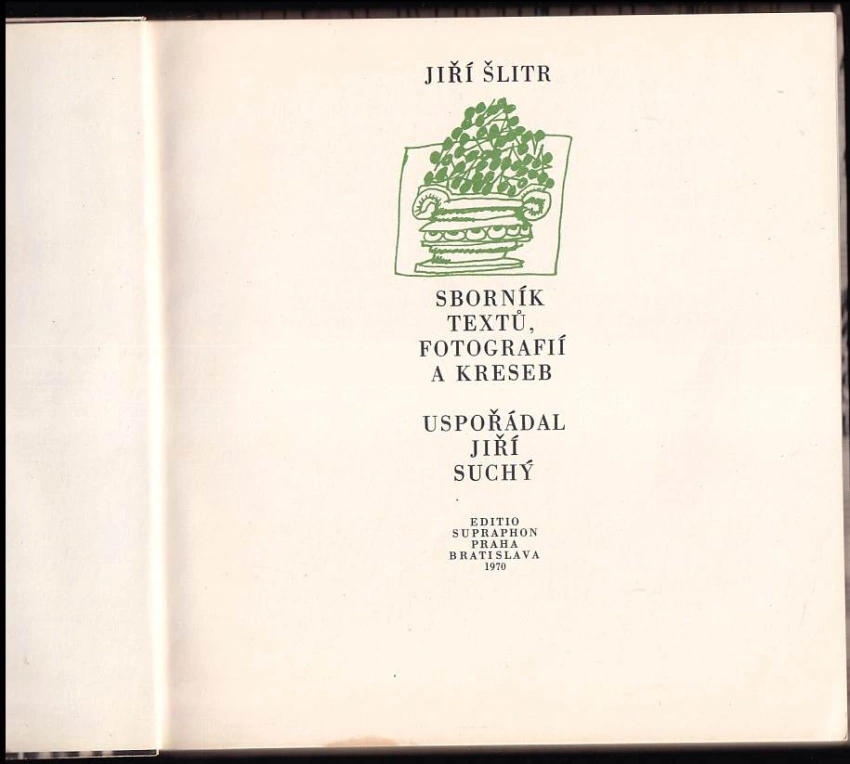 JIŘÍ ŠLITR
SBORNÍK
TEXTŮ,
FOTOGRAFIÍ
A KRESEB
USPOŘÁDAL
JIŘÍ
SUCHÝ
EDITIO
SUPRAPHON
PRAHA
BRATISLAVA
1970